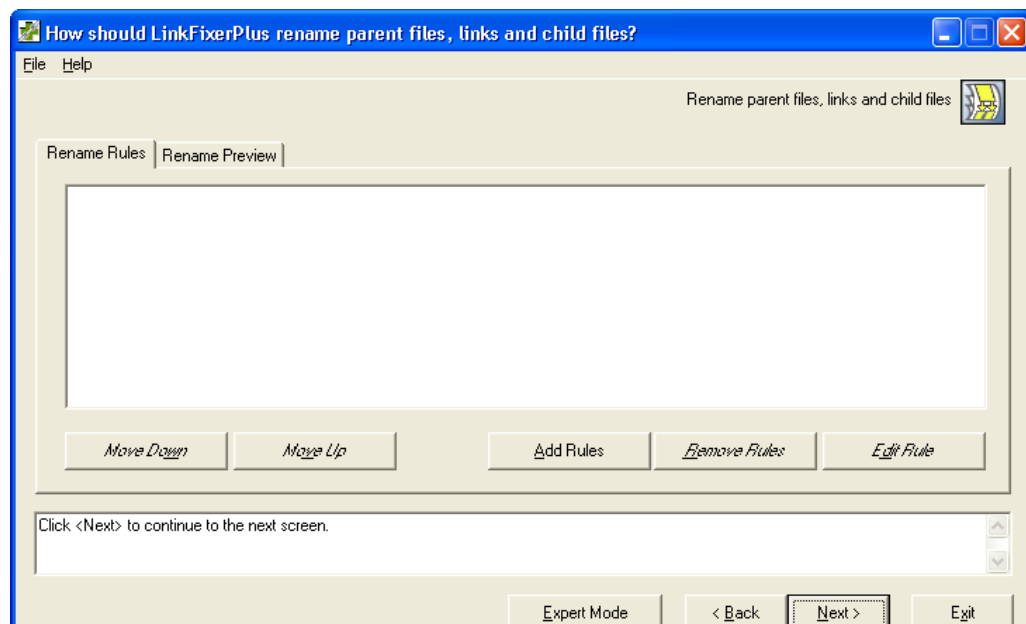 How should LinkFixerPlus rename parent files, links and child files?
File Help
Rename parent files, links and child files
Rename Rules Rename Preview
Move Down Move Up Add Rules Remove Rules Edit Rule
Click <Next> to continue to the next screen.
Expert Mode < Back Next > Exit